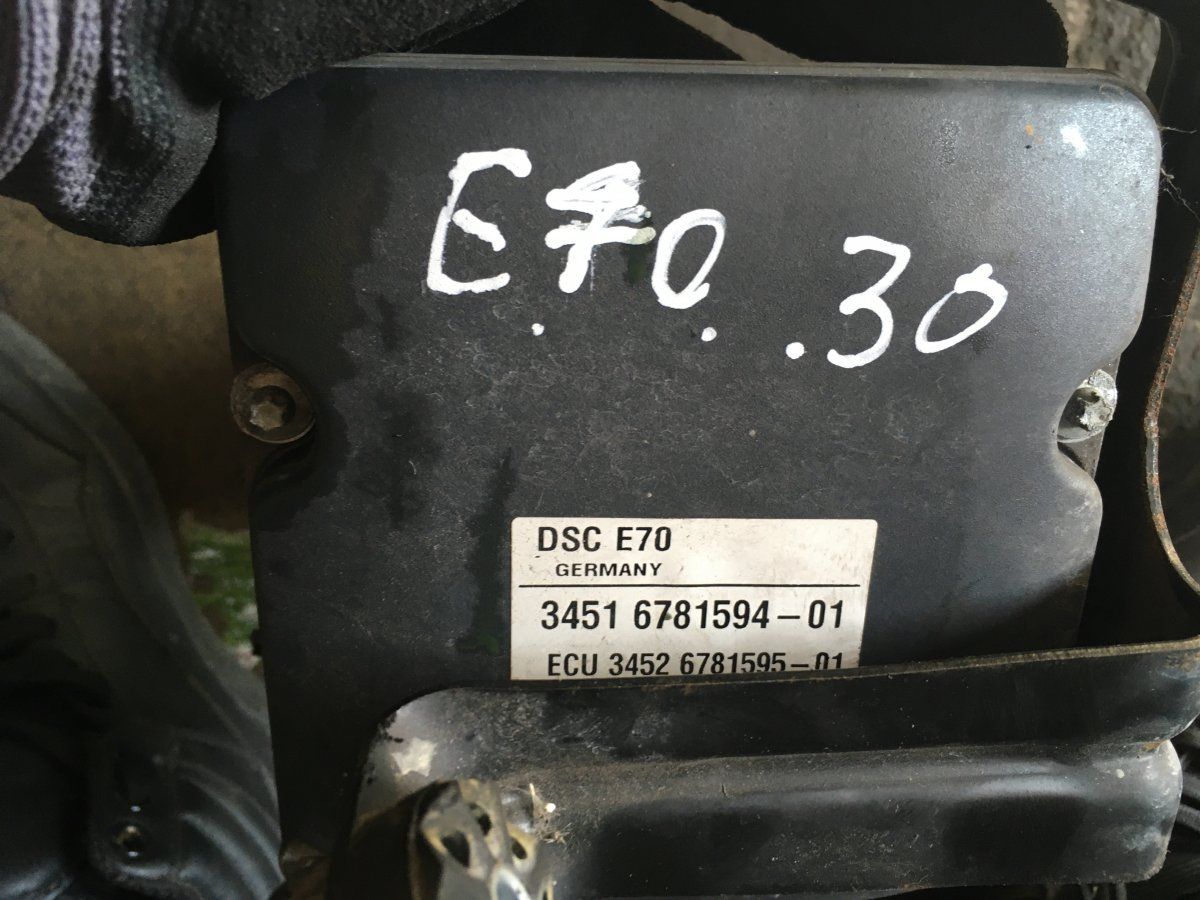 E70 .30
DSC E70
GERMANY
3451 6781594-01
ECU 3452 6781595-01